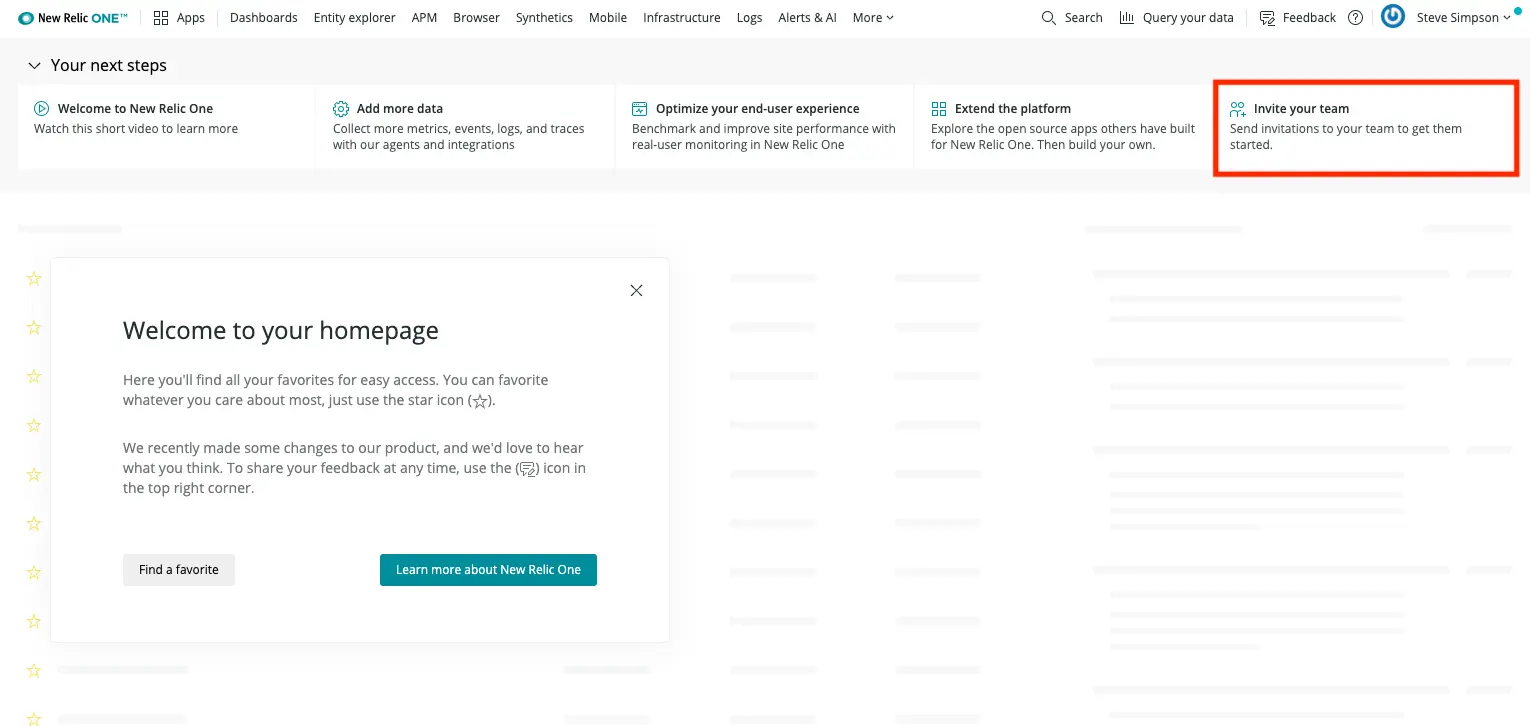 New Relic ONE™ Apps Dashboards Entity explorer APM Browser Synthetics Mobile Infrastructure Logs Alerts & AI More Search Query your data Feedback Steve Simpson
Your next steps
Welcome to New Relic One
Watch this short video to learn more
Add more data
Collect more metrics, events, logs, and traces
with our agents and integrations
Optimize your end-user experience
Benchmark and improve site performance with
real-user monitoring in New Relic One
Extend the platform
Explore the open source apps others have built
for New Relic One. Then build your own.
Invite your team
Send invitations to your team to get them
started.
Welcome to your homepage
Here you'll find all your favorites for easy access. You can favorite
whatever you care about most, just use the star icon (☆).
We recently made some changes to our product, and we'd love to hear
what you think. To share your feedback at any time, use the () icon in
the top right corner.
Find a favorite
Learn more about New Relic One